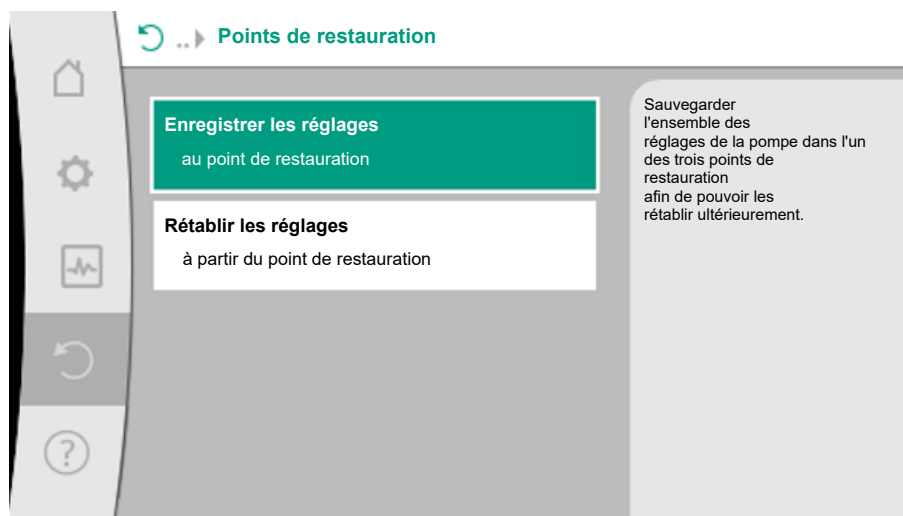 .. Points de restauration
Enregistrer les réglages
au point de restauration
Rétablir les réglages
à partir du point de restauration
Sauvegarder
l'ensemble des
réglages de la pompe dans l'un
des trois points de
restauration
afin de pouvoir les
rétablir ultérieurement.
?